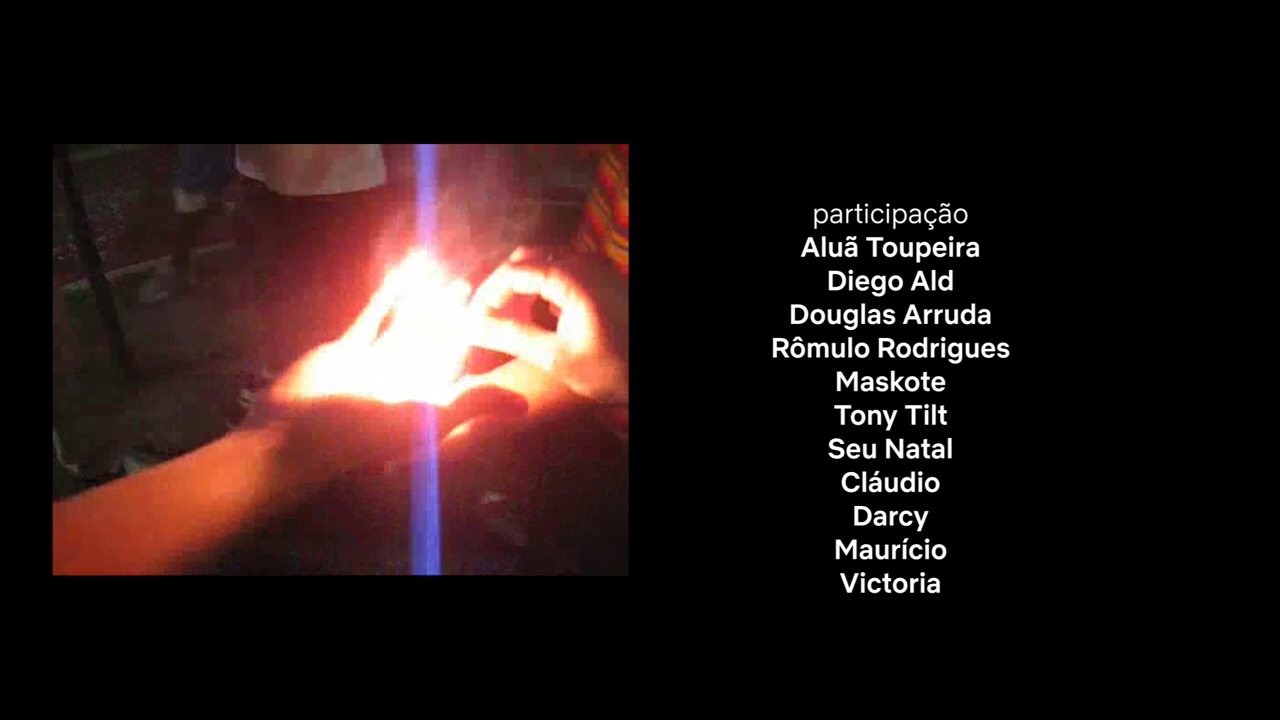 participação
Aluã Toupeira
Diego Ald
Douglas Arruda
Rômulo Rodrigues
Maskote
Tony Tilt
Seu Natal
Cláudio
Darcy
Maurício
Victoria